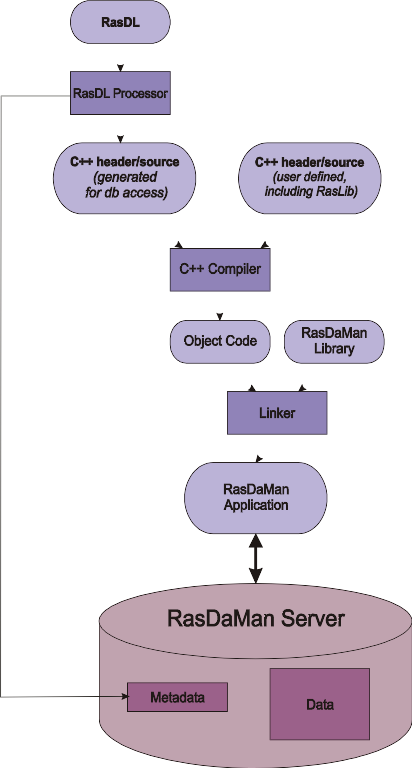 RasDL
RasDL Processor
C++ header/source
(generated
for db access)
C++ header/source
(user defined,
including RasLib)
C++ Compiler
Object Code
RasDaMan
Library
Linker
RasDaMan
Application
RasDaMan Server
Metadata
Data